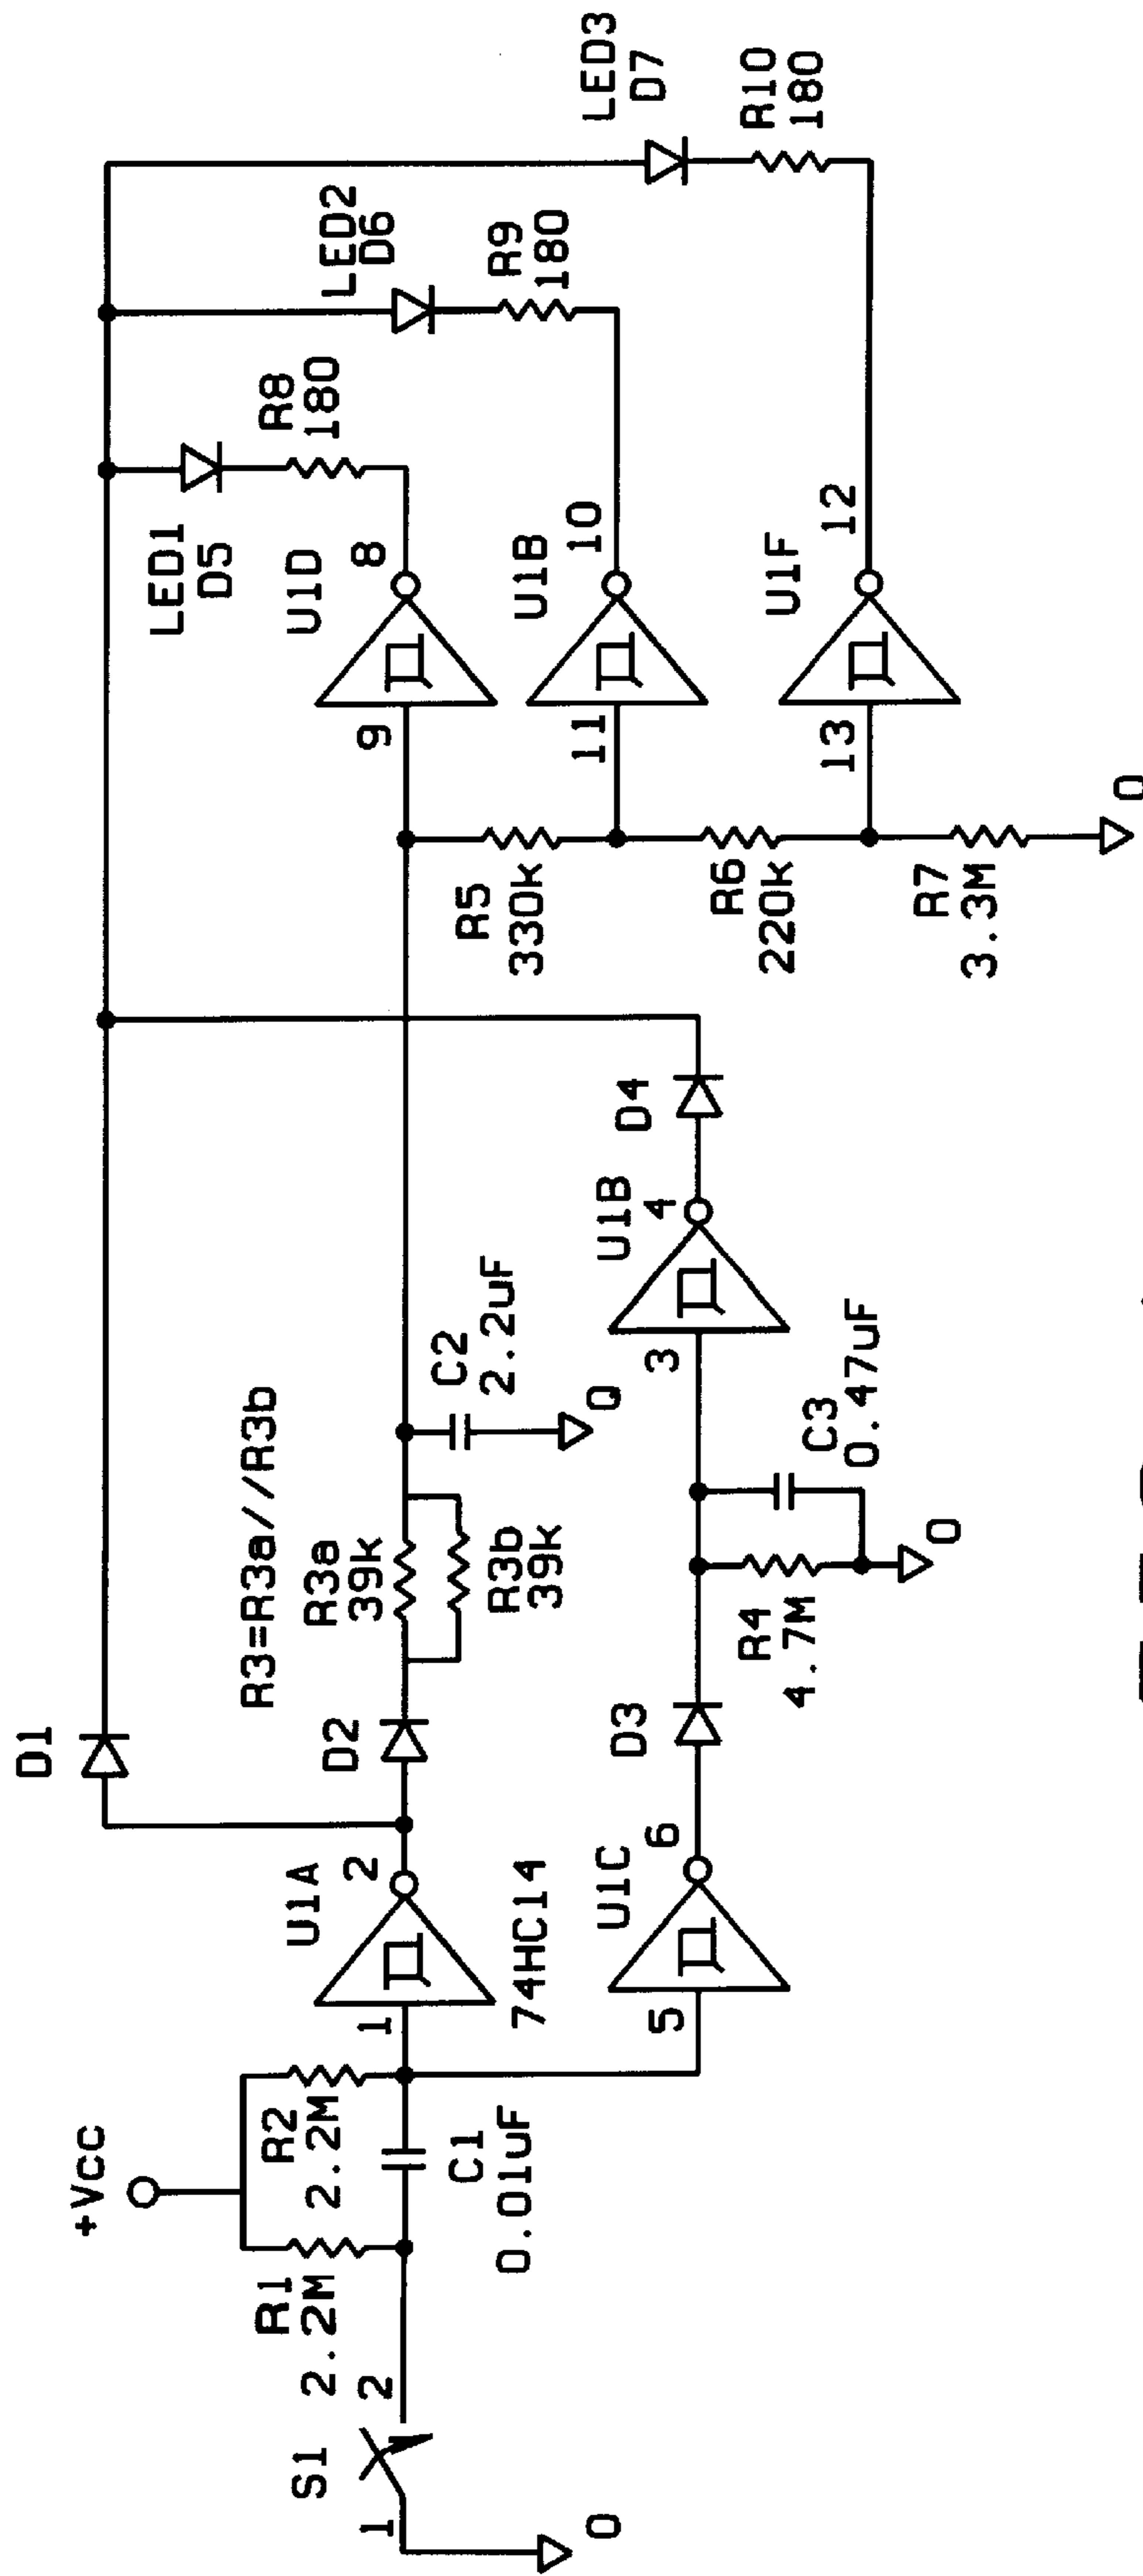 +Vcc
S1
1
2
R1
2.2M
R2
2.2M
C1
0.01uF
0
1
U1A
2
74HC14
5
U1C
6
D1
D2
D3
R3=R3a//R3b
R3a
39k
R3b
39k
C2
2.2uF
0
R4
4.7M
C3
0.47uF
0
3
U1B
4
D4
R5
330k
R6
220k
R7
3.3M
0
9
U1D
8
11
U1B
10
13
U1F
12
LED1
D5
R8
180
LED2
D6
R9
180
LED3
D7
R10
180